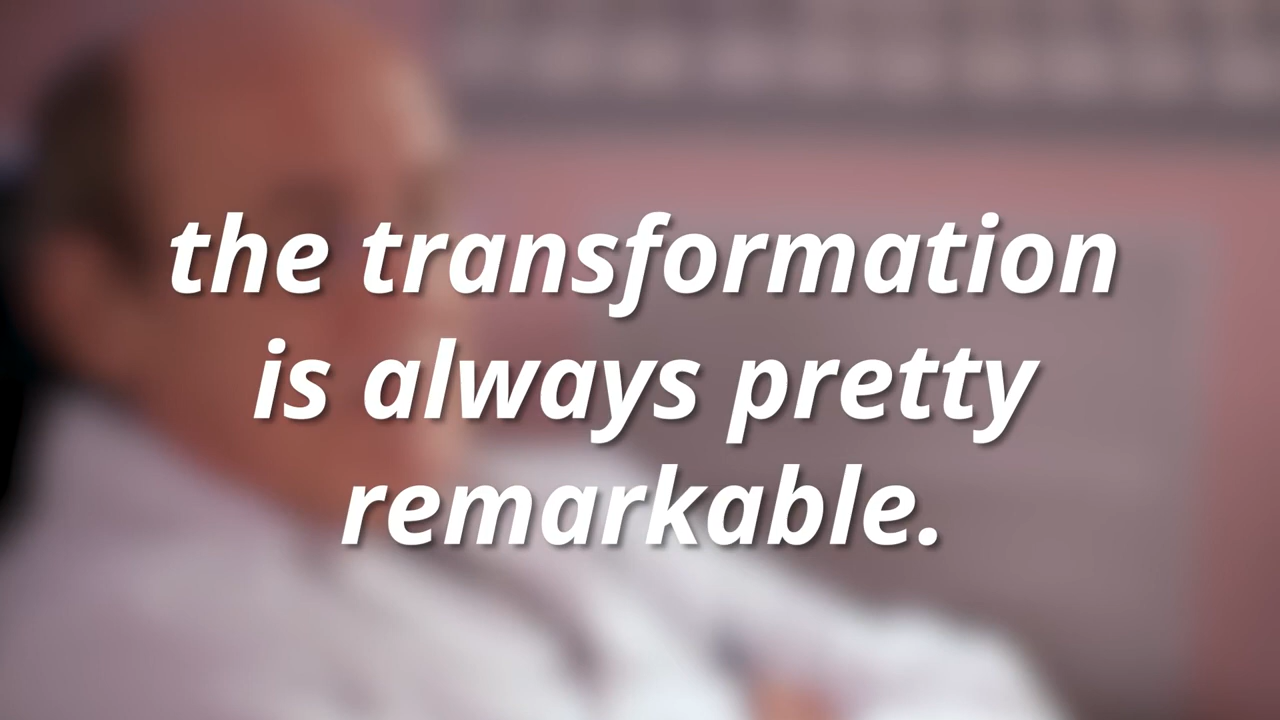 the transformation
is always pretty
remarkable.